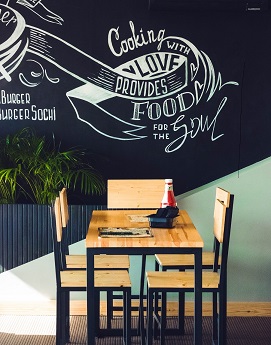 Cooking
WITH
LOVE
PROVIDES
FOOD
FOR THE
Soul
BURGER
BURGER SOCHI